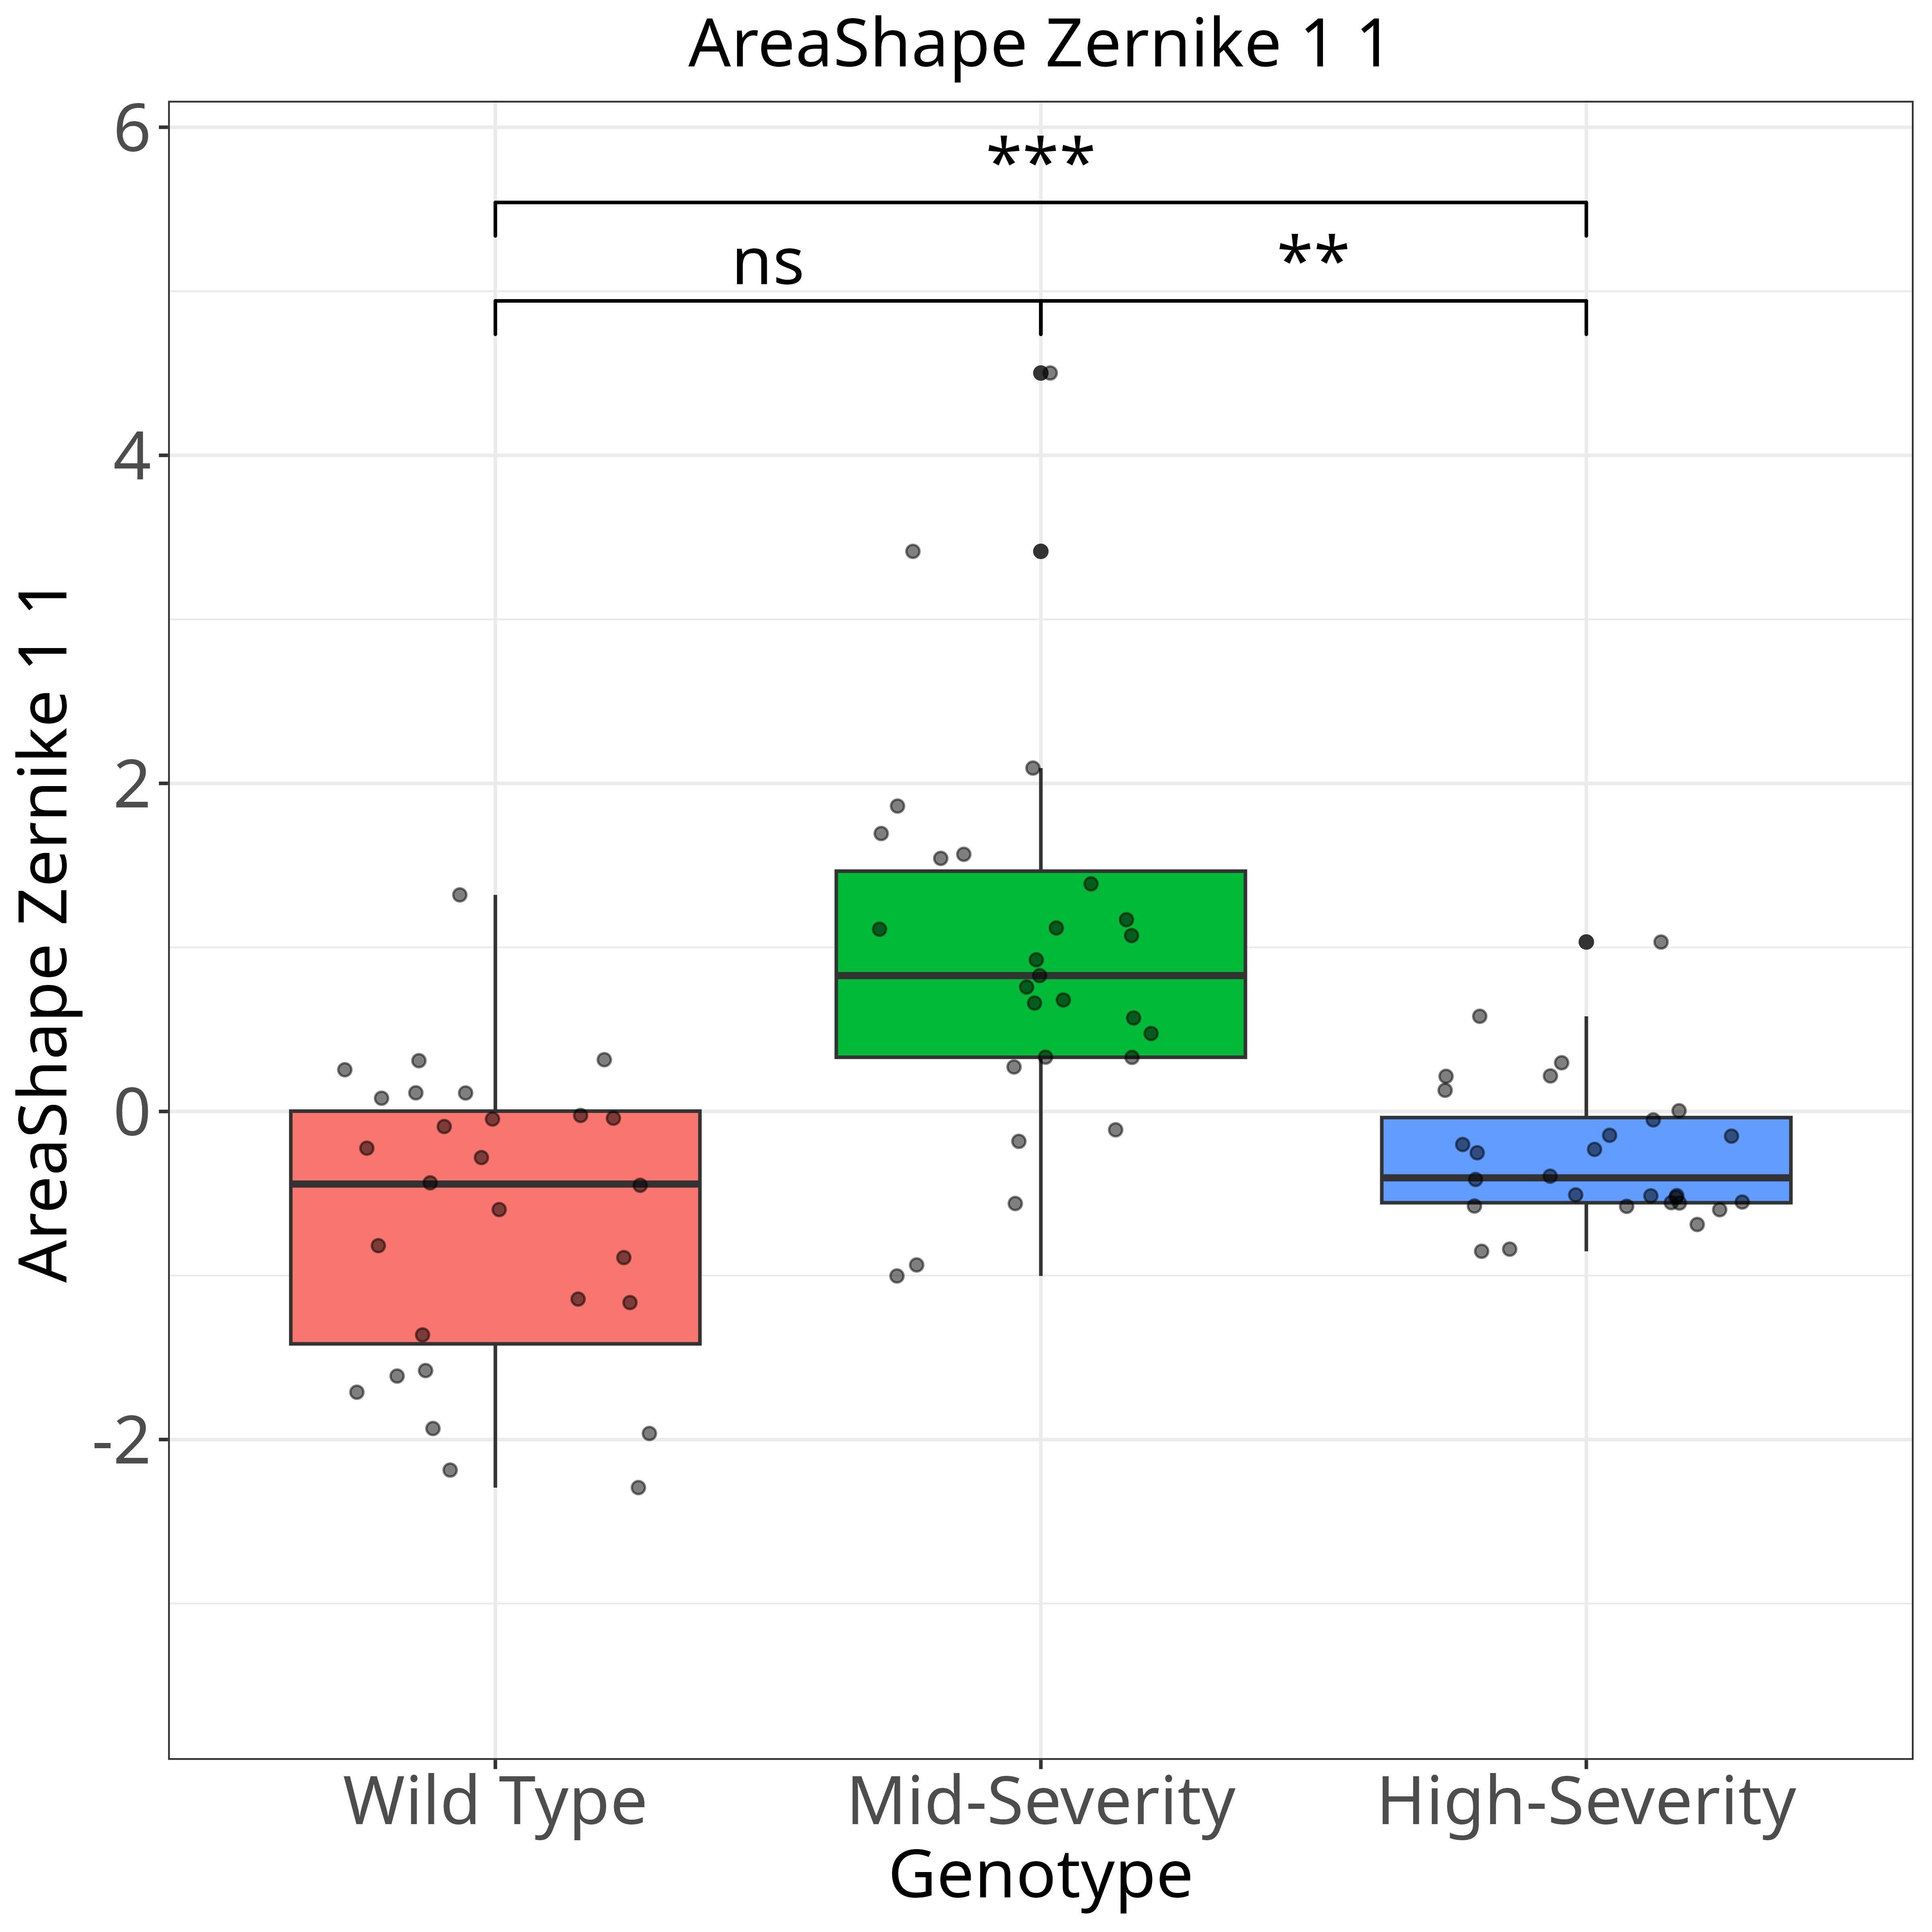 AreaShape Zernike 1 1
6
***
ns
**
4
AreaShape Zernike 1 1
2
0
-2
Wild Type
Mid-Severity
High-Severity
Genotype